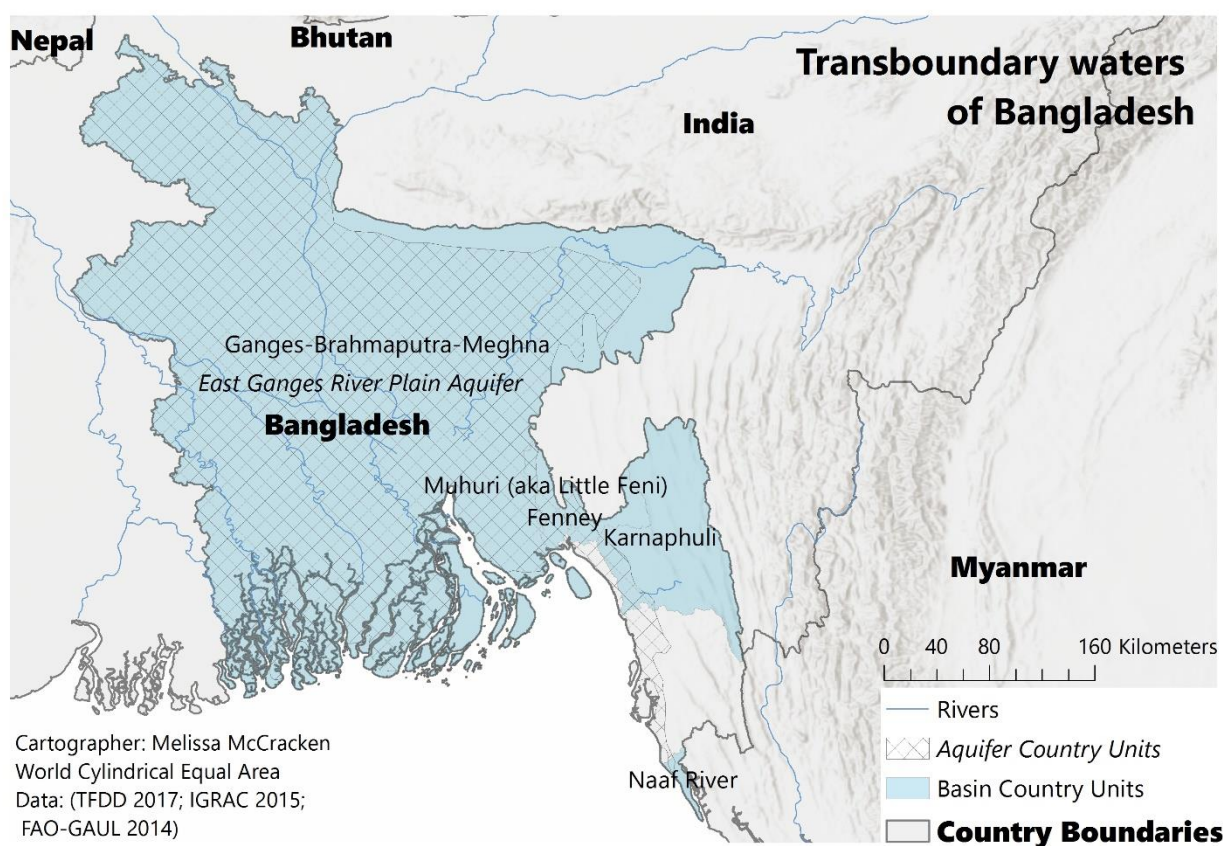 Nepal
Bhutan
Transboundary waters
of Bangladesh
India
Ganges-Brahmaputra-Meghna
East Ganges River Plain Aquifer
Bangladesh
Muhuri (aka Little Feni)
Fenney
Karnaphuli
Myanmar
0 40 80 160 Kilometers
Rivers
Aquifer Country Units
Basin Country Units
Country Boundaries
Naaf River
Cartographer: Melissa McCracken
World Cylindrical Equal Area
Data: (TFDD 2017; IGRAC 2015;
FAO-GAUL 2014)